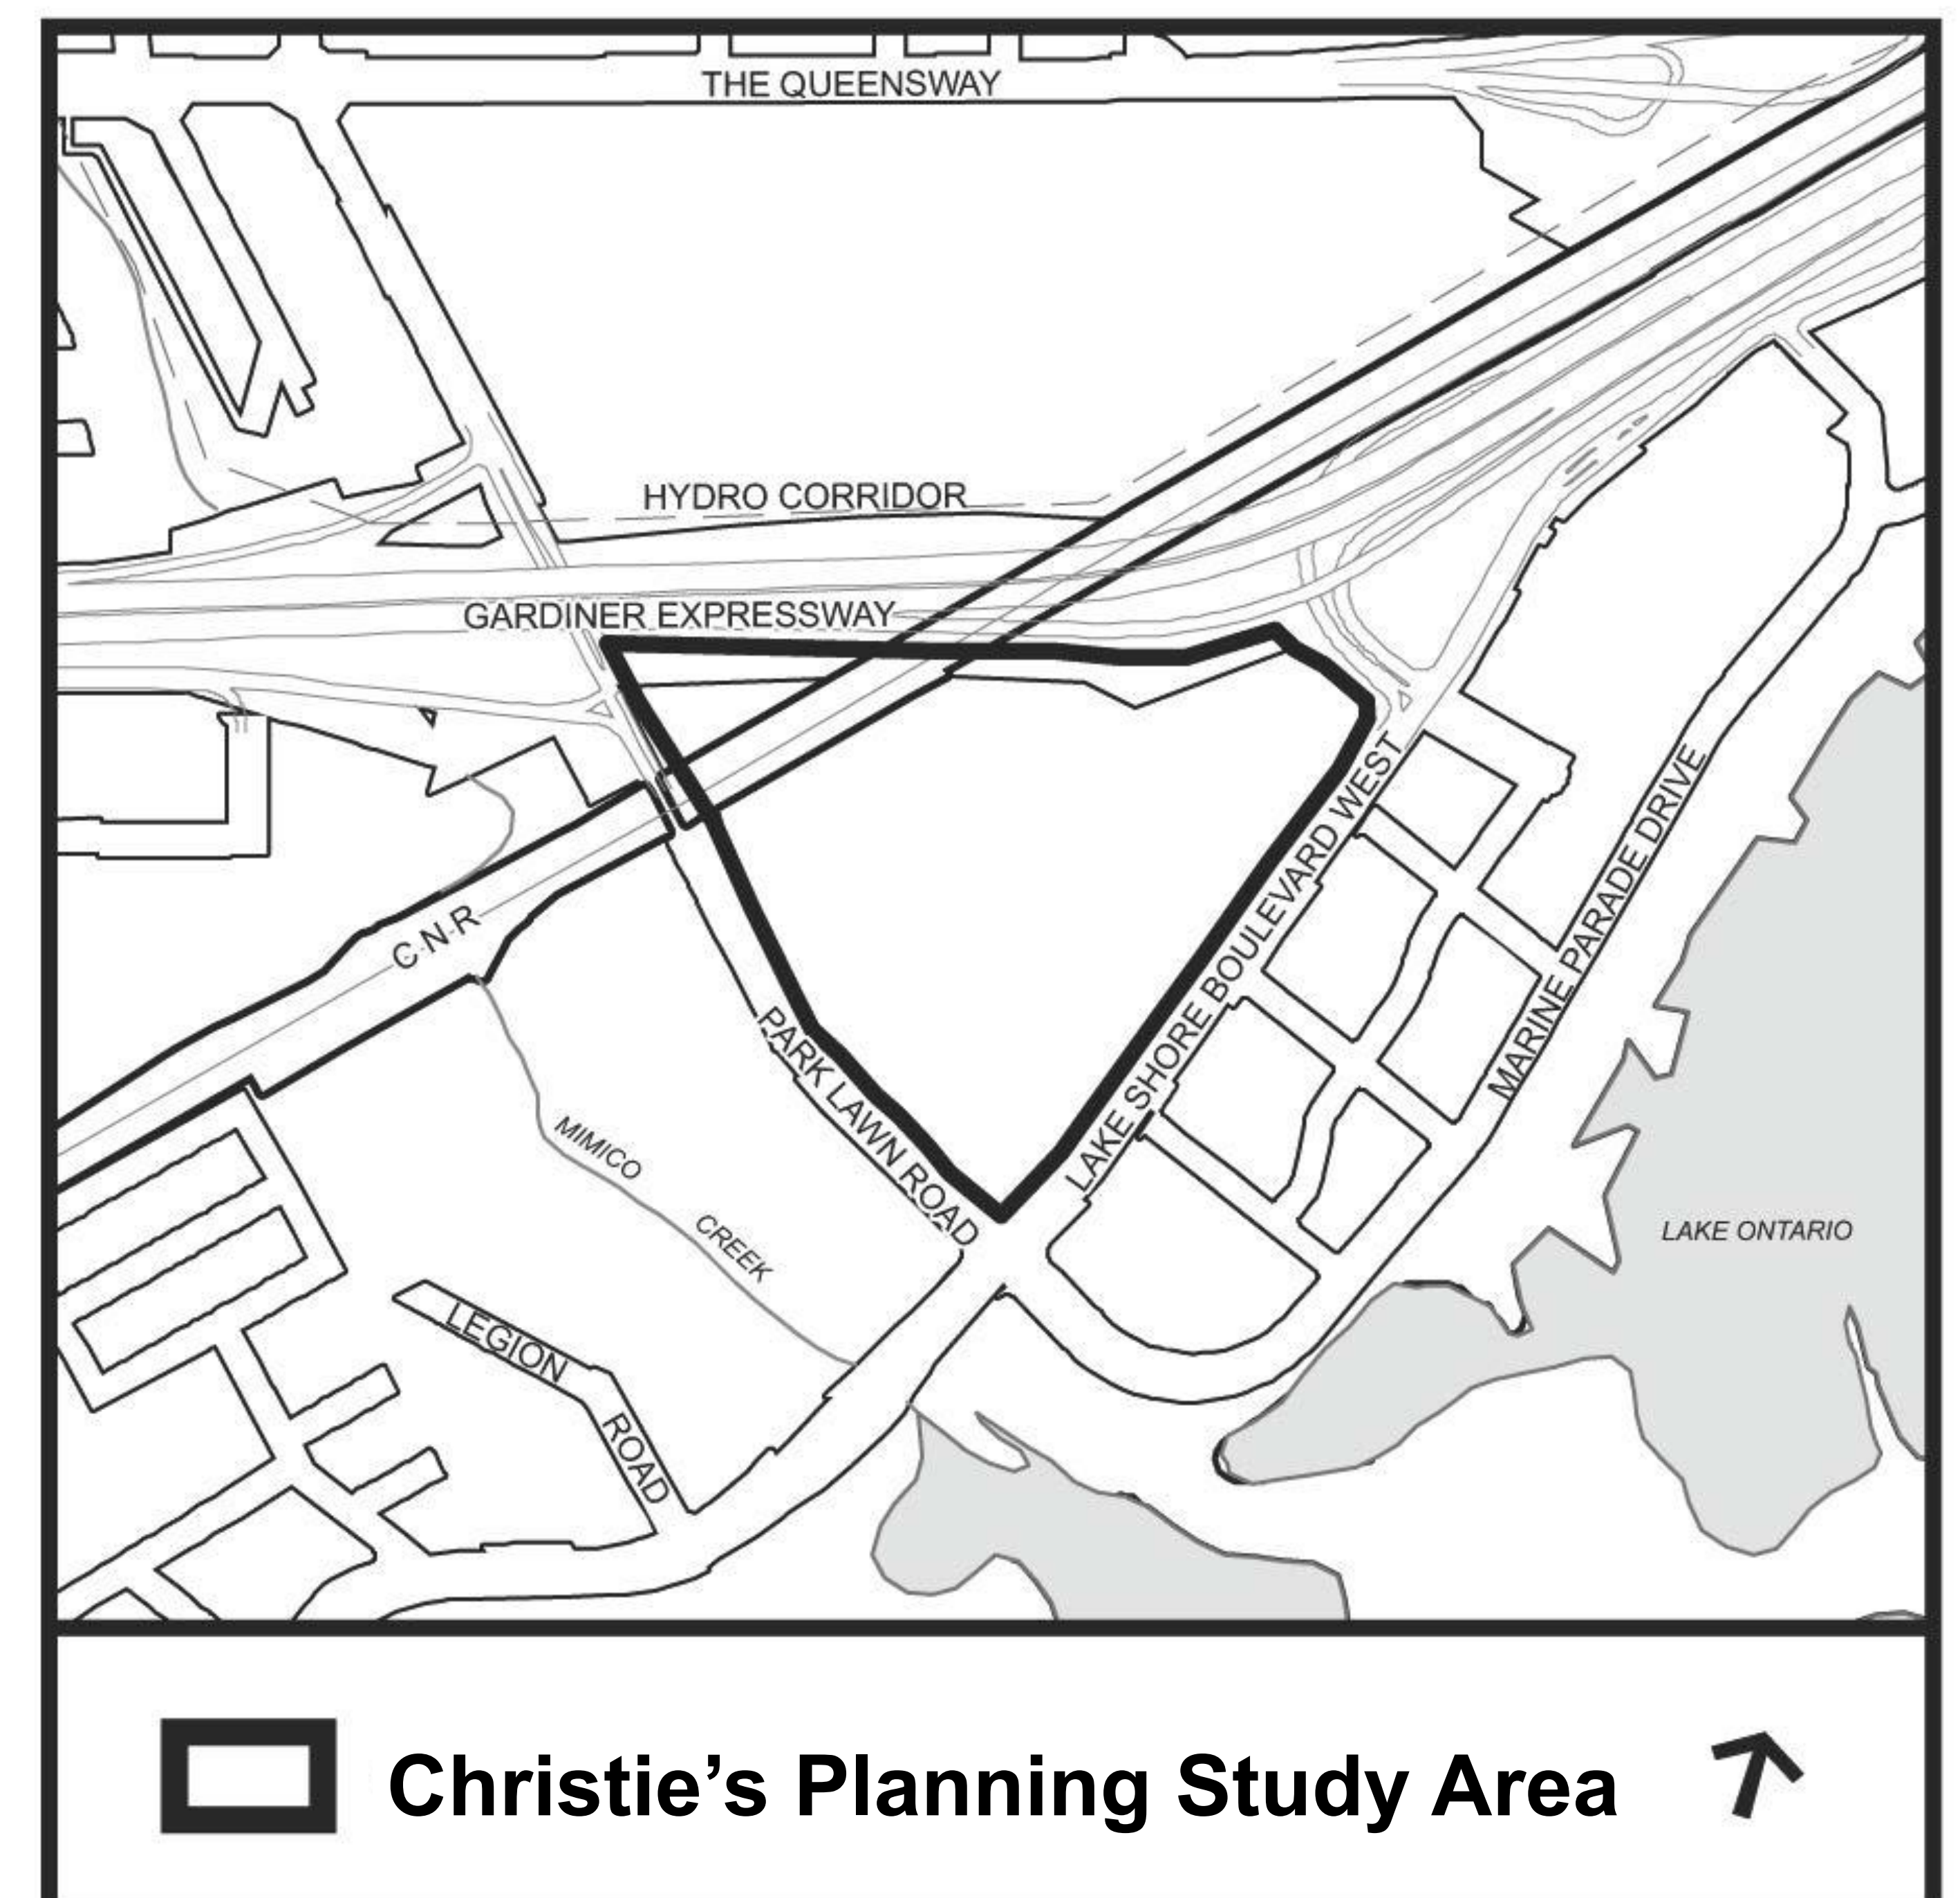 THE QUEENSWAY
HYDRO CORRIDOR
GARDINER EXPRESSWAY
C-N-R
PARK LAWN ROAD
LAKE SHORE BOULEVARD WEST
MARINE PARADE DRIVE
MIMICO
CREEK
LAKE ONTARIO
LEGION
ROAD
Christie’s Planning Study Area